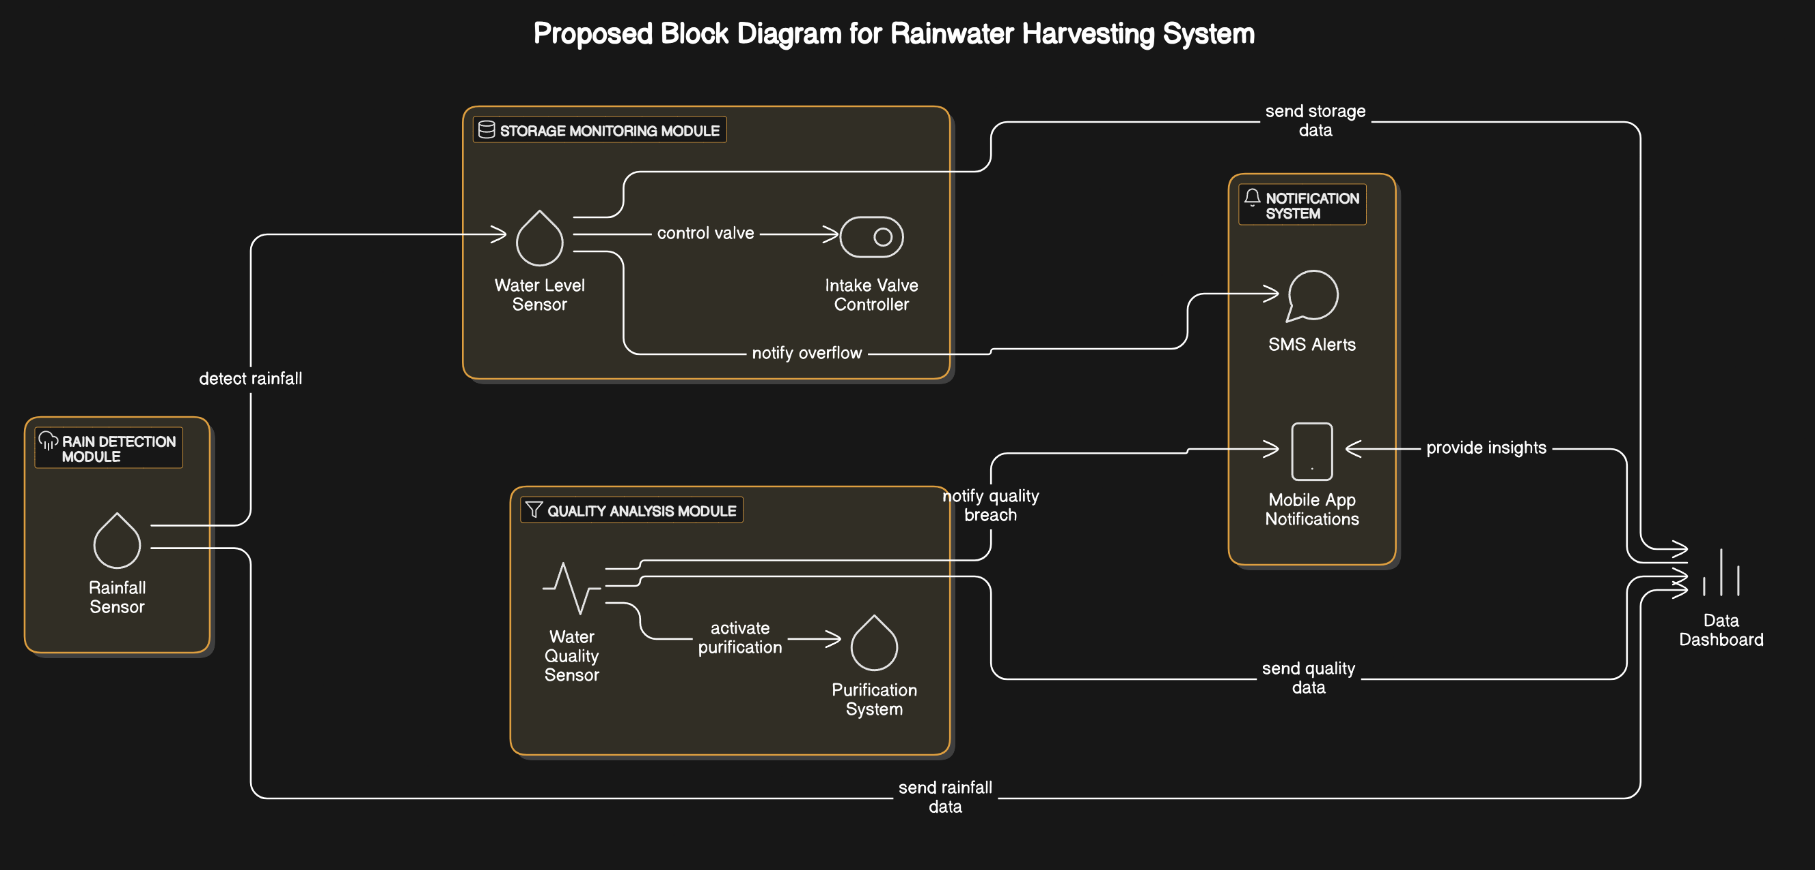 Proposed Block Diagram for Rainwater Harvesting System
send storage
data
STORAGE MONITORING MODULE
NOTIFICATION
SYSTEM
control valve
Water Level
Sensor
Intake Valve
Controller
SMS Alerts
notify overflow
detect rainfall
RAIN DETECTION
MODULE
provide insights
notify quality
breach
Mobile App
Notifications
QUALITY ANALYSIS MODULE
Rainfall
Sensor
activate
purification
Water
Quality
Sensor
Data
Dashboard
send quality
data
Purification
System
send rainfall
data